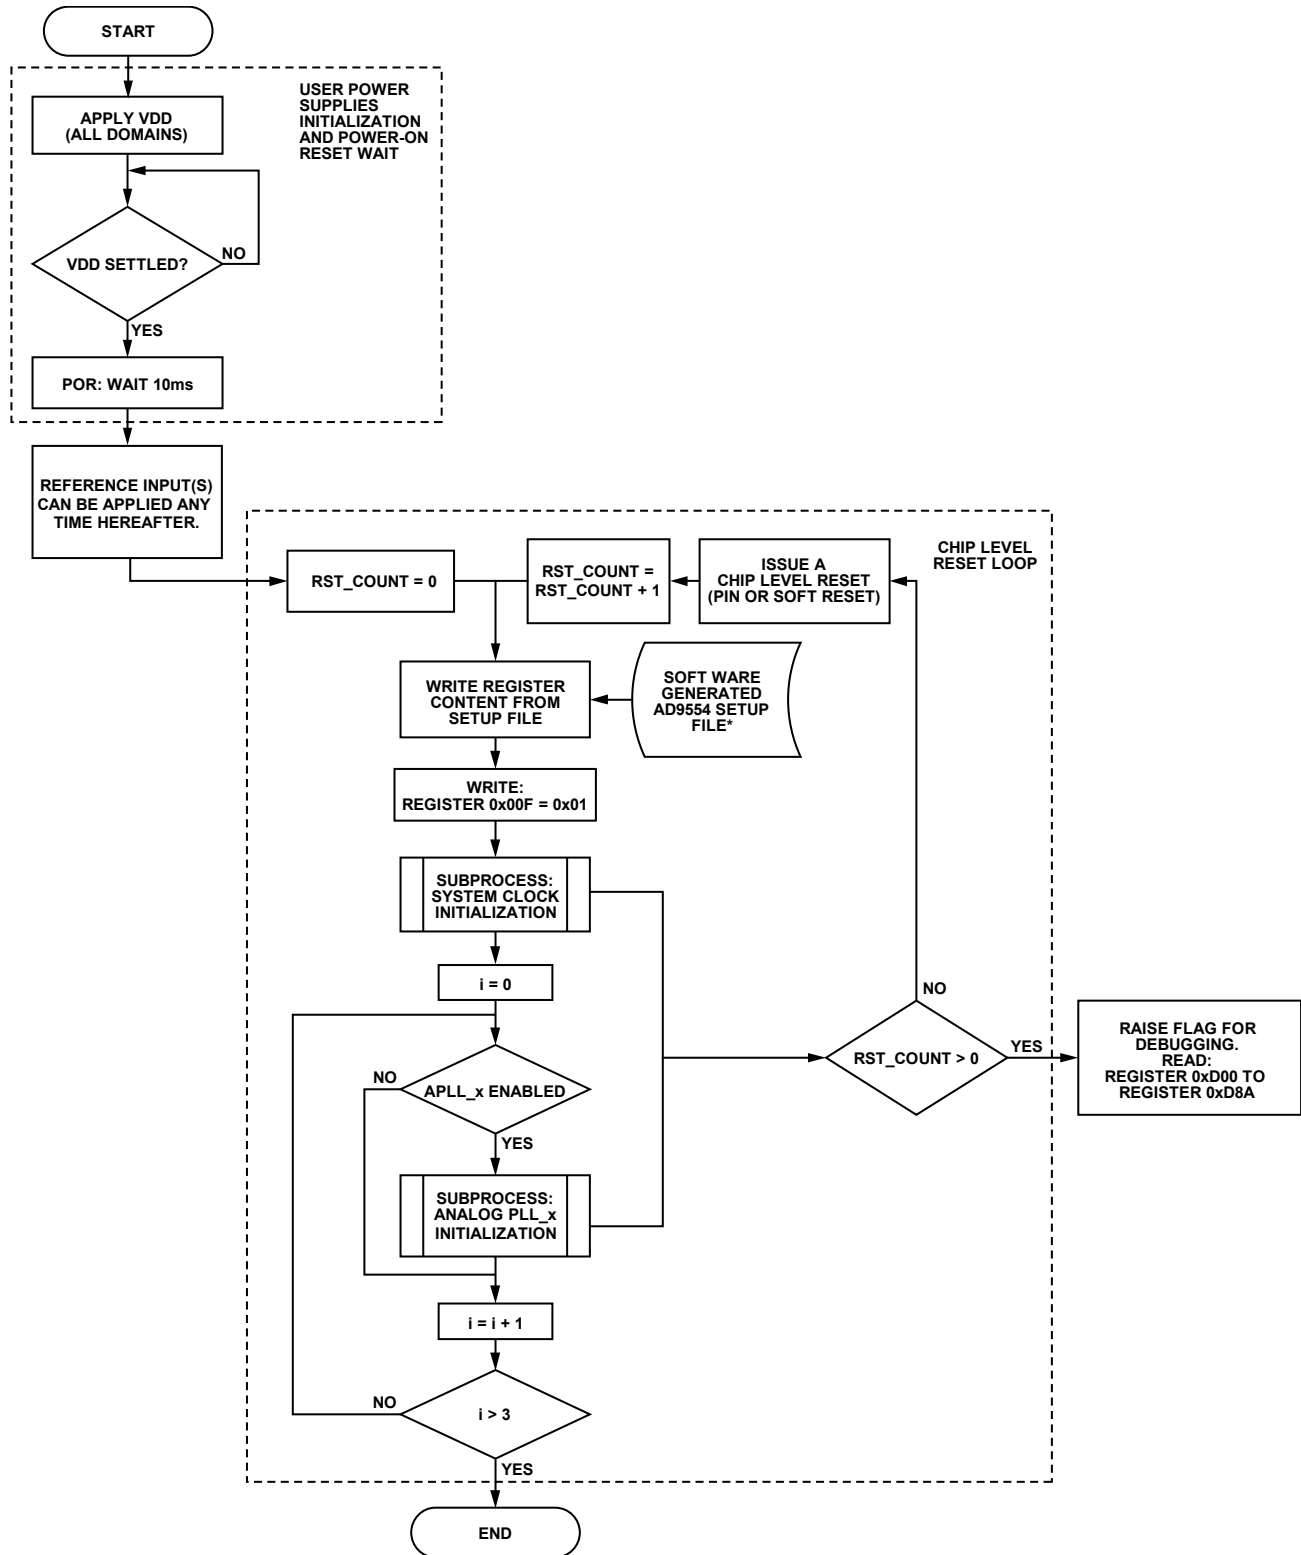 START
USER POWER
SUPPLIES
INITIALIZATION
AND POWER-ON
RESET WAIT
APPLY VDD
(ALL DOMAINS)
VDD SETTLED?
NO
YES
POR: WAIT 10ms
REFERENCE INPUT(S)
CAN BE APPLIED ANY
TIME HEREAFTER.
CHIP LEVEL
RESET LOOP
RST_COUNT = 0
RST_COUNT =
RST_COUNT + 1
ISSUE A
CHIP LEVEL RESET
(PIN OR SOFT RESET)
WRITE REGISTER
CONTENT FROM
SETUP FILE
SOFT WARE
GENERATED
AD9554 SETUP
FILE*
WRITE:
REGISTER 0x00F = 0x01
SUBPROCESS:
SYSTEM CLOCK
INITIALIZATION
i = 0
NO
APLL_x ENABLED
YES
RST_COUNT > 0
NO
YES
RAISE FLAG FOR
DEBUGGING.
READ:
REGISTER 0xD00 TO
REGISTER 0xD8A
SUBPROCESS:
ANALOG PLL_x
INITIALIZATION
i = i + 1
NO
i > 3
YES
END